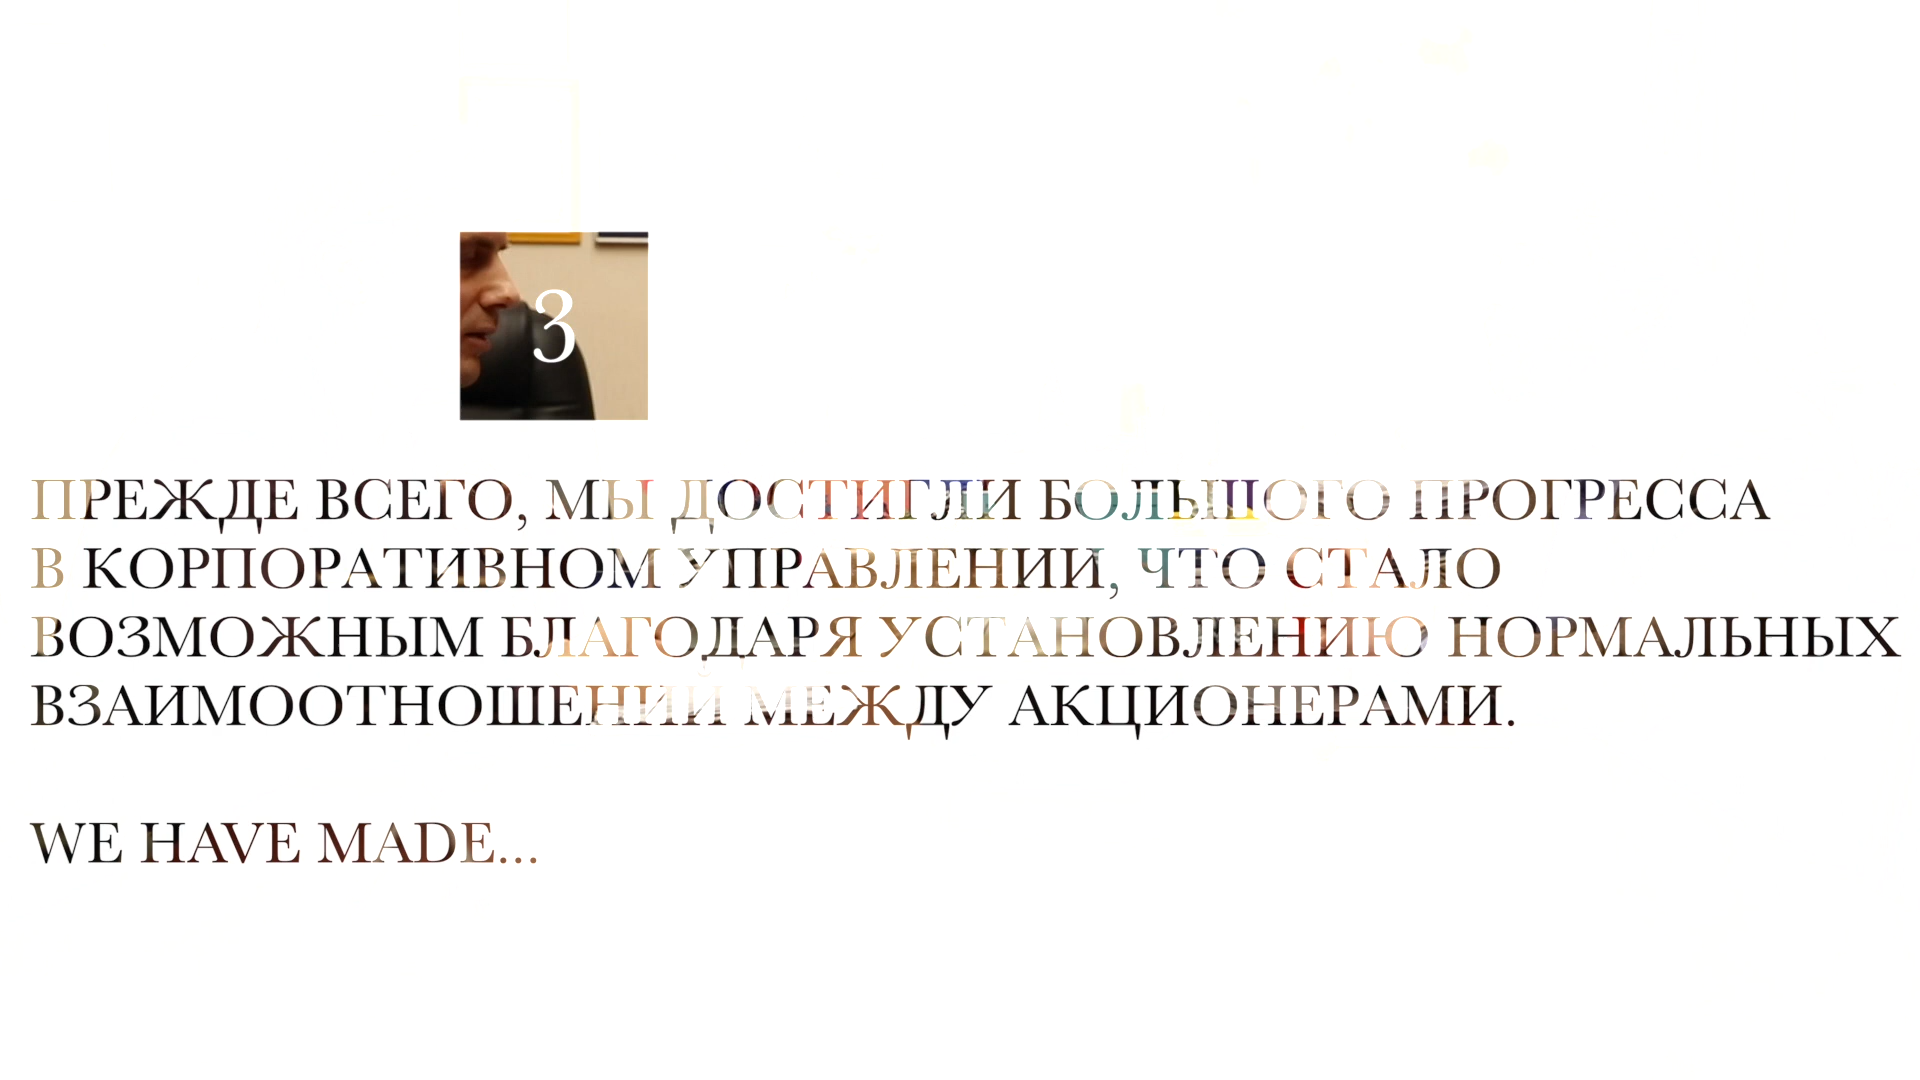 3
ПРЕЖДЕ ВСЕГО, МЫ ДОСТИГЛИ БОЛЬШОГО ПРОГРЕССА
В КОРПОРАТИВНОМ УПРАВЛЕНИИ, ЧТО СТАЛО
ВОЗМОЖНЫМ БЛАГОДАРЯ УСТАНОВЛЕНИЮ НОРМАЛЬНЫХ
ВЗАИМООТНОШЕНИЙ МЕЖДУ АКЦИОНЕРАМИ.
WE HAVE MADE...